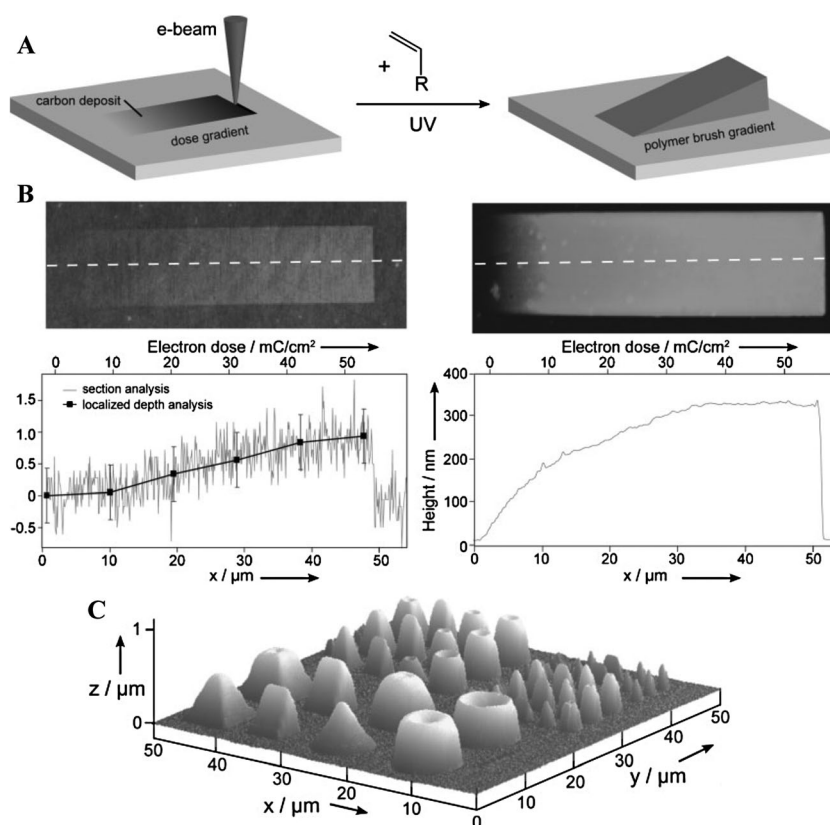 A
e-beam
carbon deposit
dose gradient
+
R
UV
polymer brush gradient
B
Electron dose / mC/cm²
0 10 20 30 40 50
section analysis
localized depth analysis
1.5
1.0
0.5
0
-0.5
0 10 20 30 40 50
x / µm
Electron dose / mC/cm²
0 10 20 30 40 50
Height / nm
400
300
200
100
0
0 10 20 30 40 50
x / µm
C
1
z / µm
0
50 40 30 20 10 0
x / µm
10 20 30 40 50
y / µm